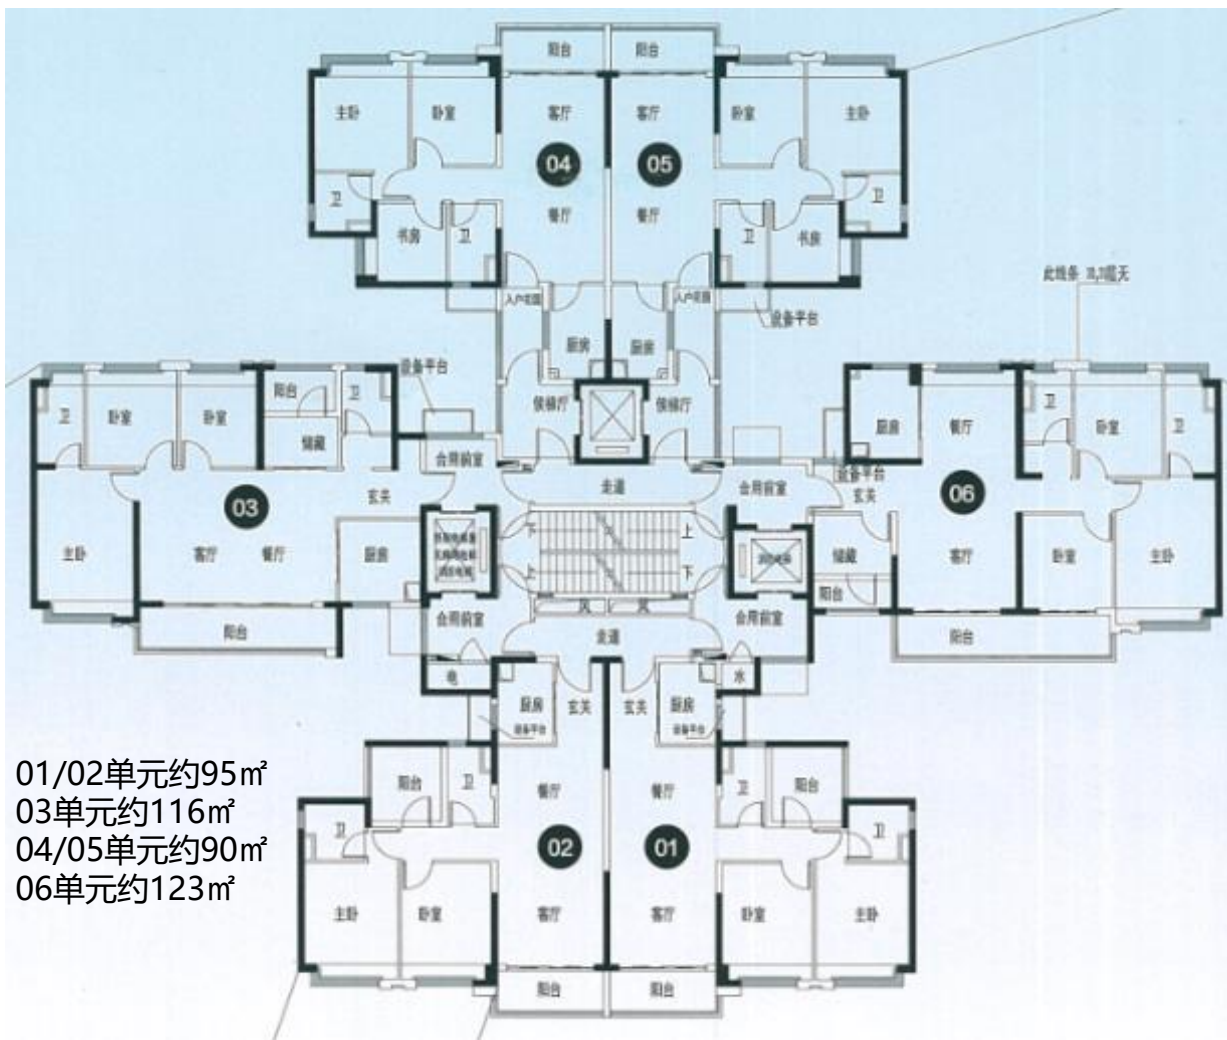 阳台 阳台
主卧 卧室 客厅 客厅 卧室 主卧
04 05
卫 餐厅 餐厅 卫
书房 卫 卫 书房
入户花园 入户花园
设备平台
厨房 厨房
设备平台
候梯厅 候梯厅
卫 卧室 卧室 阳台 卫
储藏
合用前室
走道
合用前室
设备平台
03
玄关
主卧 客厅 餐厅 厨房
厨房 餐厅 卫 卧室 卫
玄关 06
储藏 客厅 卧室 主卧
阳台
阳台
下 上
上 下
消防电梯
风 风
阳台
合用前室 走道 合用前室
电 水
厨房 玄关 玄关 厨房
设备平台 设备平台
阳台 卫 餐厅 餐厅 卫 阳台
卫 02 01 卫
主卧 卧室 客厅 客厅 卧室 主卧
阳台 阳台
01/02单元约95㎡
03单元约116㎡
04/05单元约90㎡
06单元约123㎡